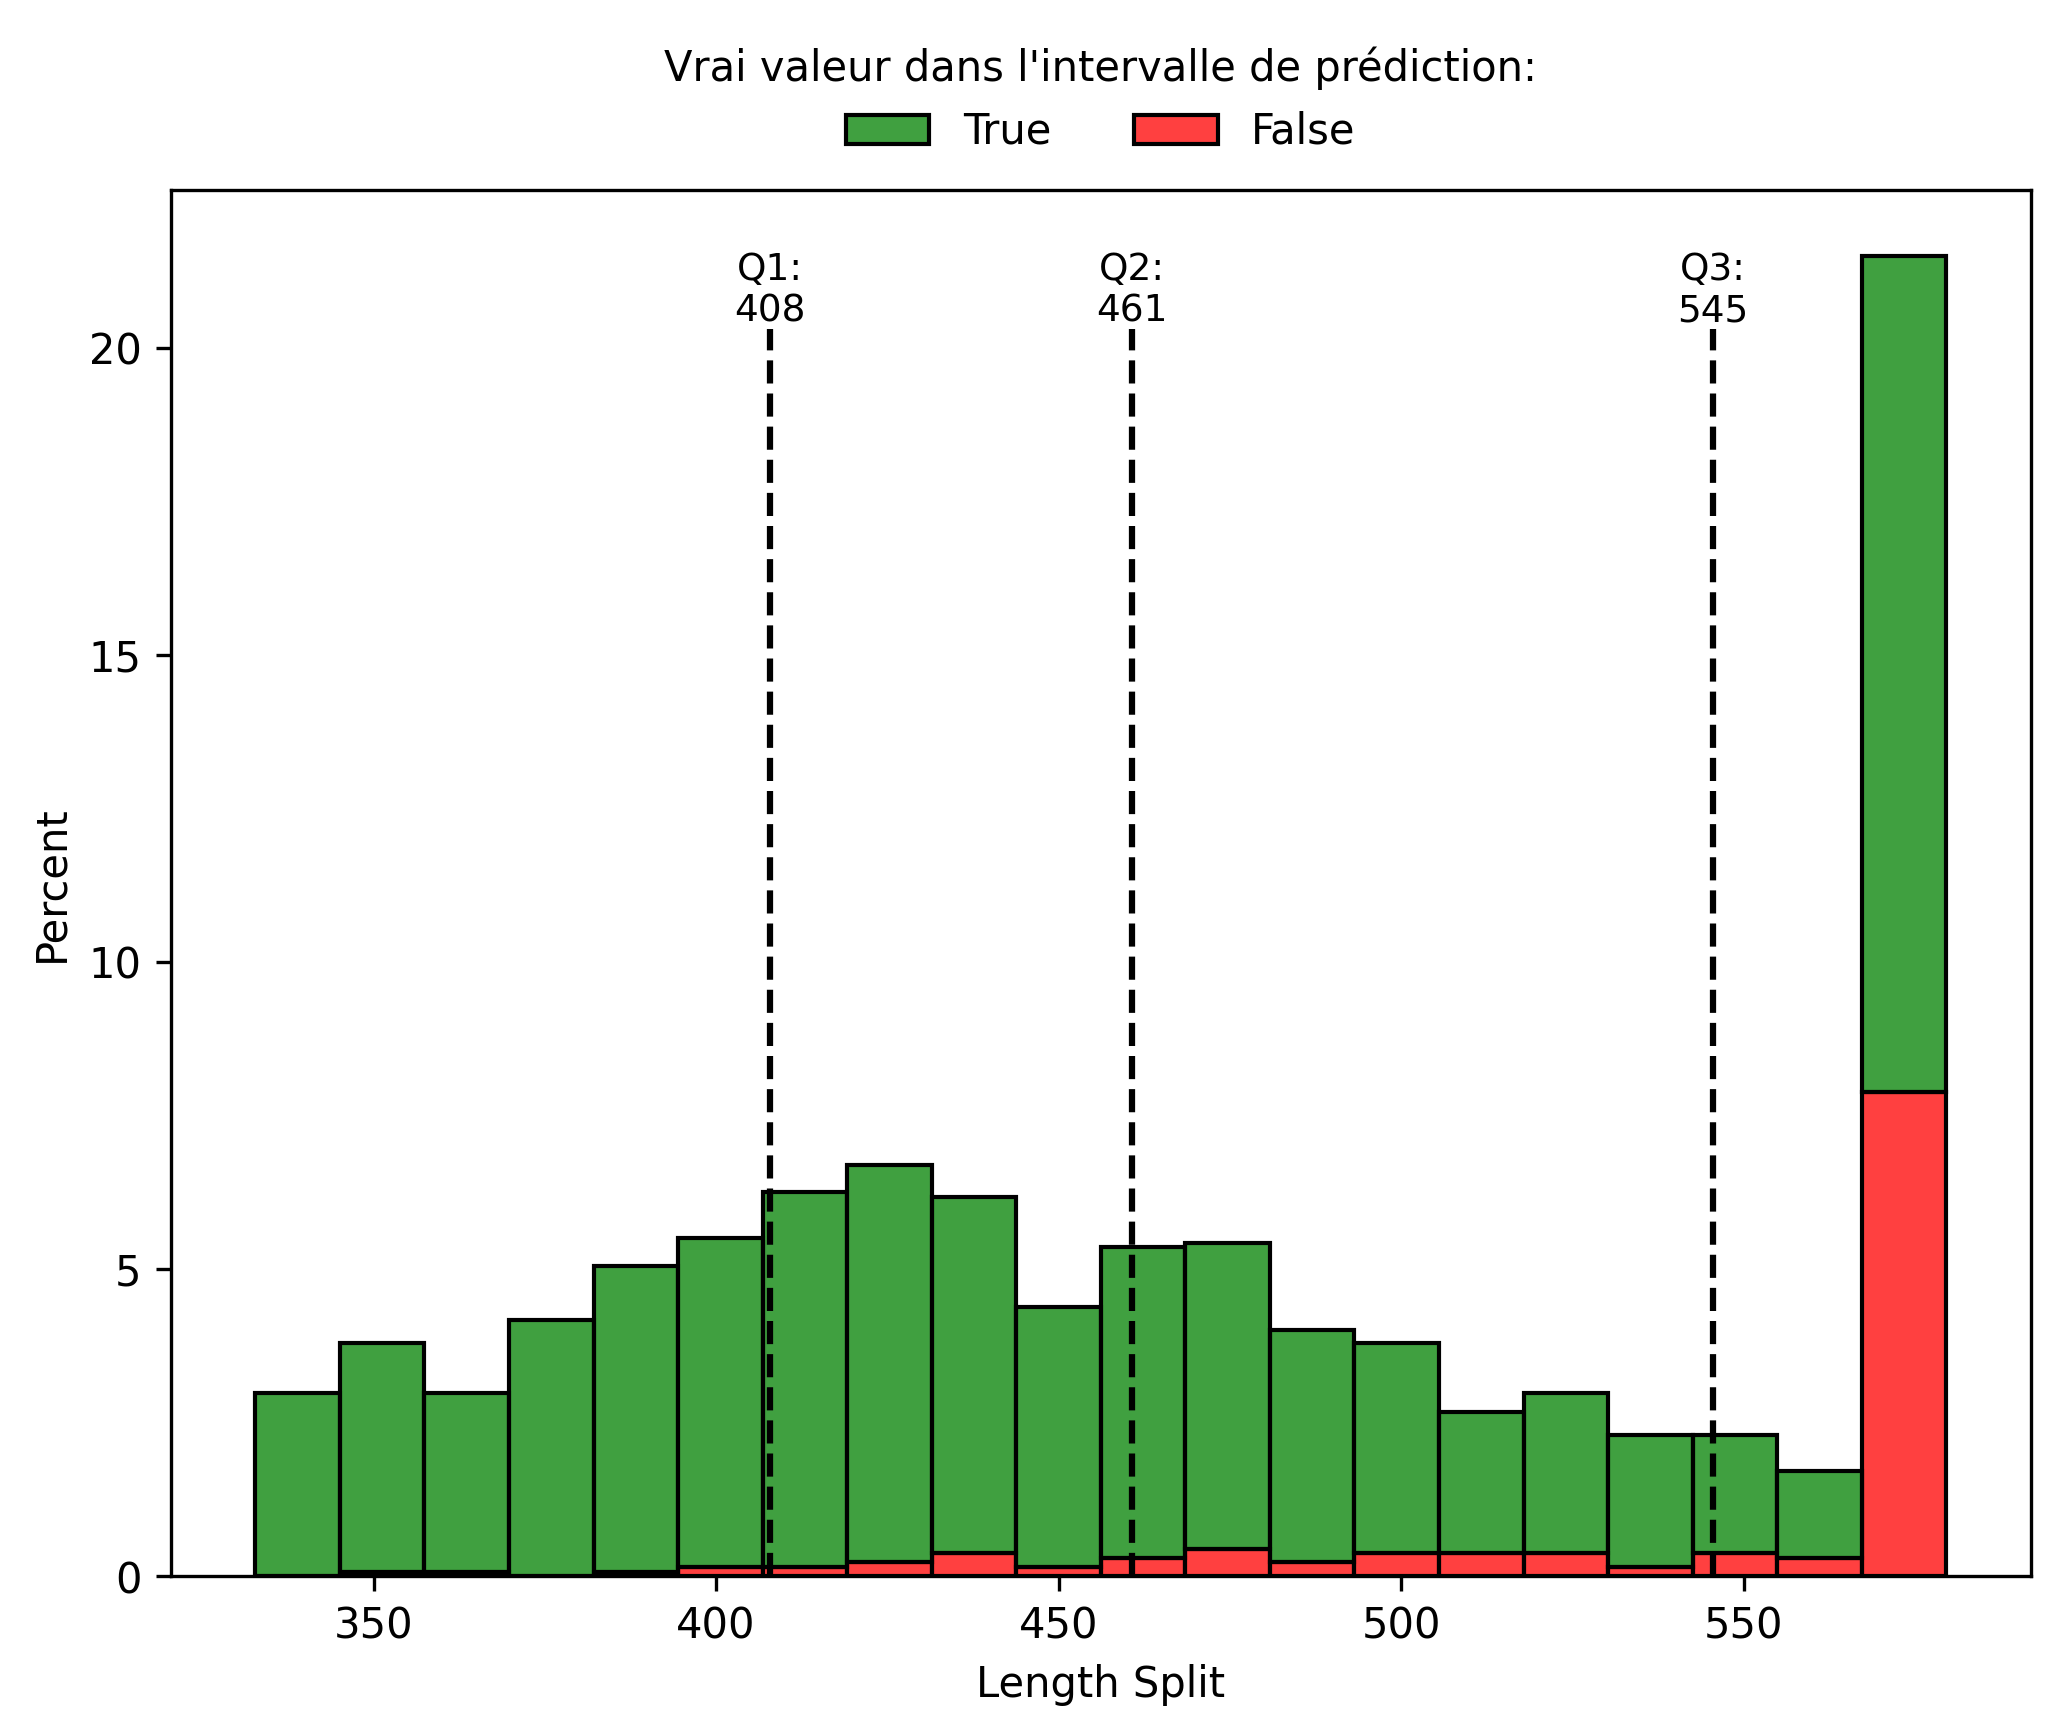 Vrai valeur dans l'intervalle de prédiction:
True False
Q1: Q2: Q3:
408 461 545
20
15
10
5
0
Percent
350 400 450 500 550
Length Split